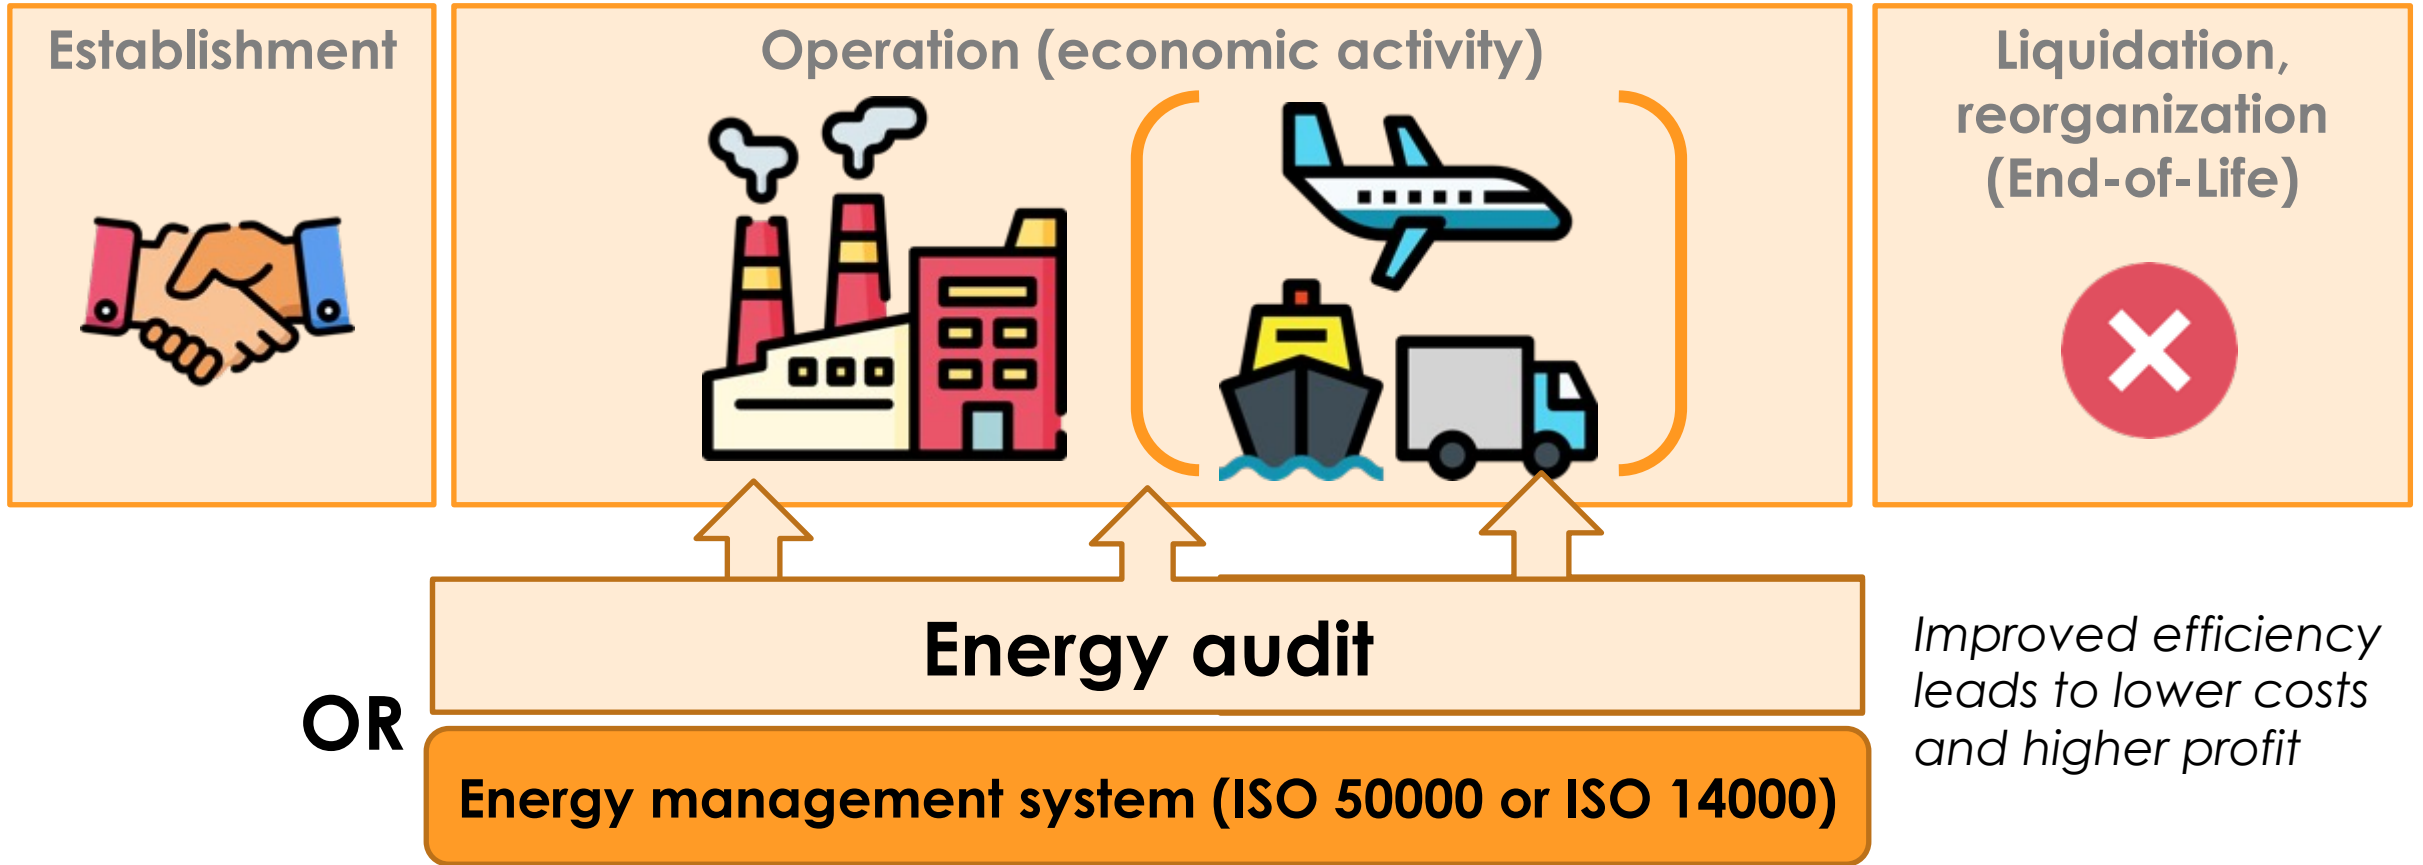 Establishment
Operation (economic activity)
Liquidation,
reorganization
(End-of-Life)
Energy audit
OR
Energy management system (ISO 50000 or ISO 14000)
Improved efficiency
leads to lower costs
and higher profit